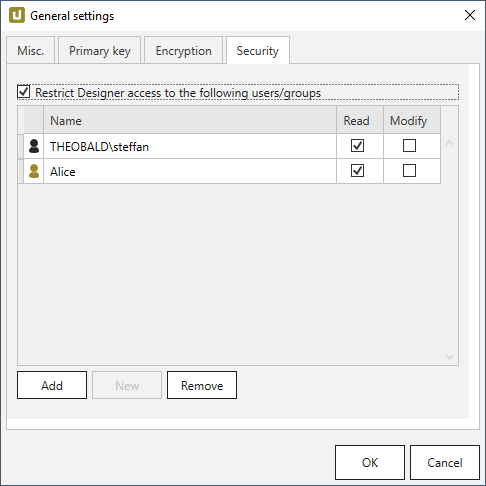 General settings
Misc. Primary key Encryption Security
Restrict Designer access to the following users/groups
Name Read Modify
THEOBALD\steffan
Alice
Add New Remove
OK Cancel